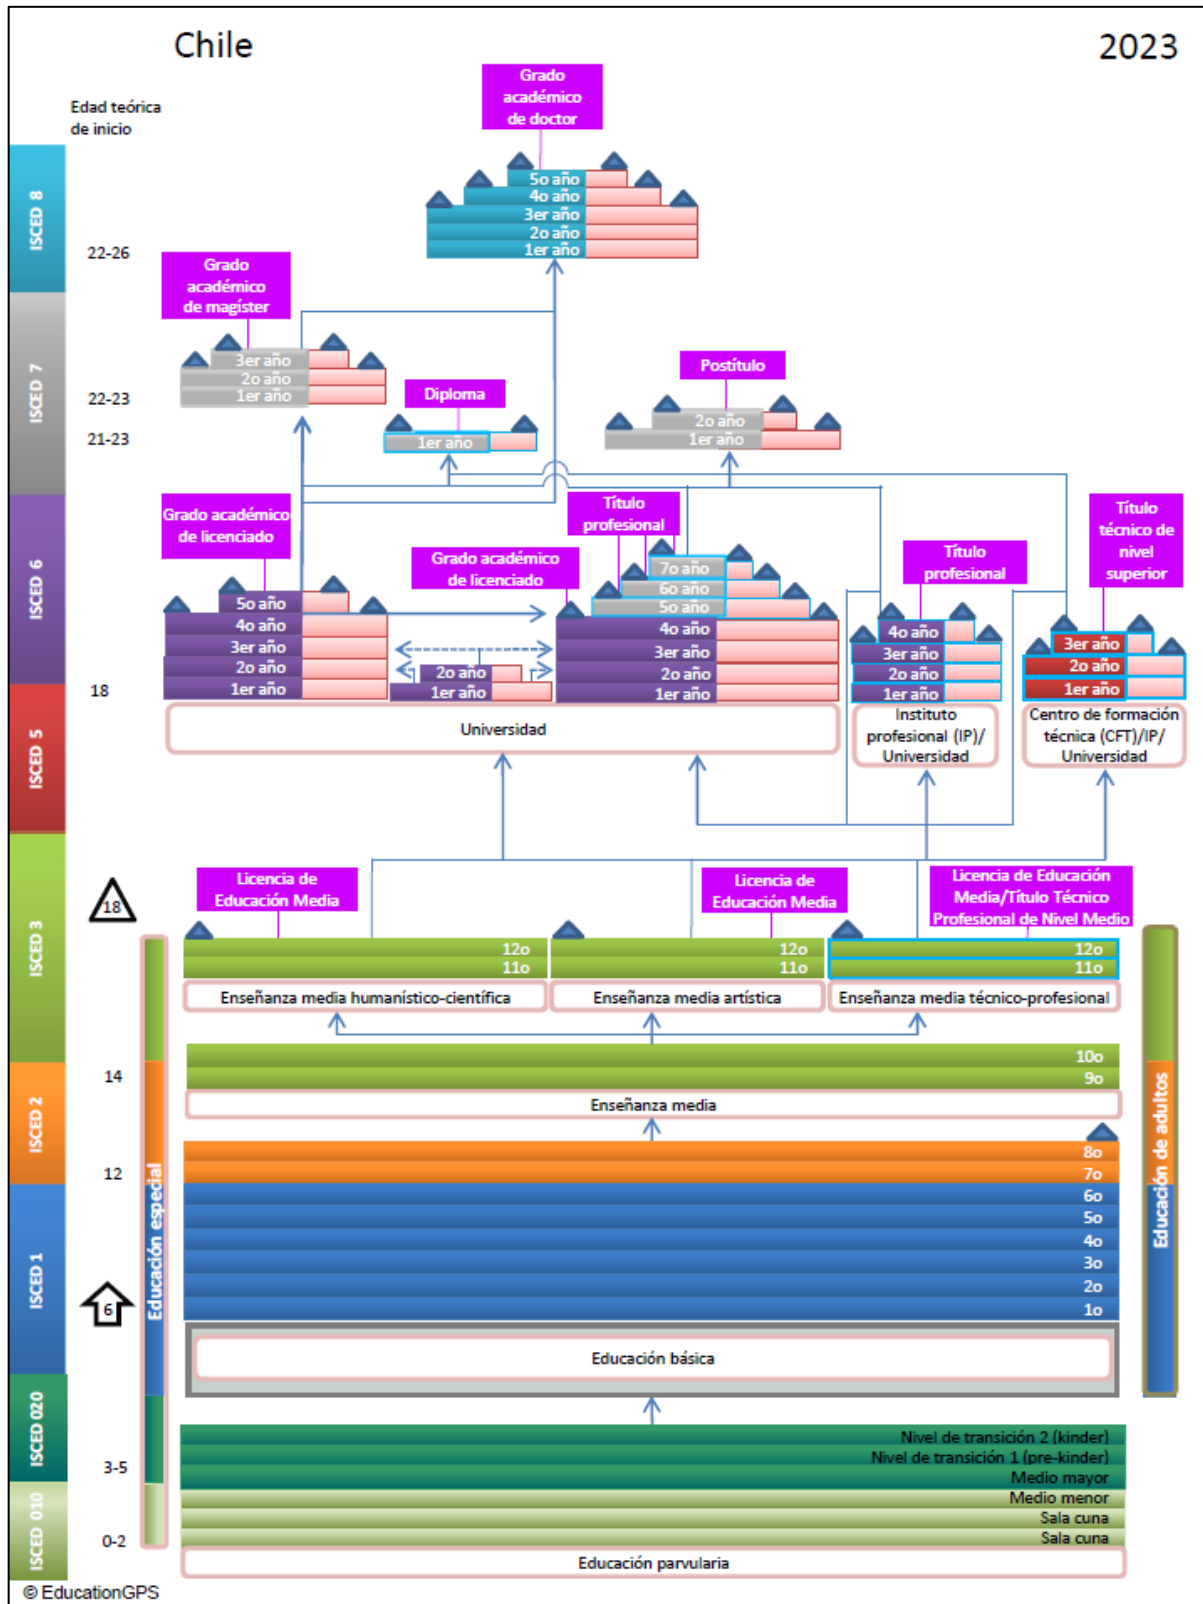 Chile
2023
Edad teórica
de inicio
Grado
académico
de doctor
ISCED 8
5o año
4o año
3er año
2o año
1er año
22-26
Grado
académico
de magíster
ISCED 7
3er año
2o año
1er año
22-23
21-23
Diploma
1er año
Postítulo
2o año
1er año
ISCED 6
Grado académico
de licenciado
5o año
4o año
3er año
2o año
1er año
2o año
1er año
Grado académico
de licenciado
Título
profesional
7o año
6o año
5o año
4o año
3er año
2o año
1er año
Título
profesional
4o año
3er año
2o año
1er año
Título
técnico de
nivel
superior
3er año
2o año
1er año
18
ISCED 5
Universidad
Instituto
profesional (IP)/
Universidad
Centro de formación
técnica (CFT)/IP/
Universidad
ISCED 3
18
Licencia de
Educación Media
Licencia de
Educación Media
Licencia de Educación
Media/Título Técnico
Profesional de Nivel Medio
12o
11o
12o
11o
12o
11o
Enseñanza media humanístico-científica
Enseñanza media artística
Enseñanza media técnico-profesional
10o
9o
14
Enseñanza media
ISCED 2
8o
7o
12
ISCED 1
6o
5o
4o
3o
2o
1o
6
Educación especial
Educación de adultos
Educación básica
ISCED 020
Nivel de transición 2 (kinder)
Nivel de transición 1 (pre-kinder)
Medio mayor
3-5
ISCED 010
Medio menor
Sala cuna
Sala cuna
0-2
Educación parvularia
© EducationGPS